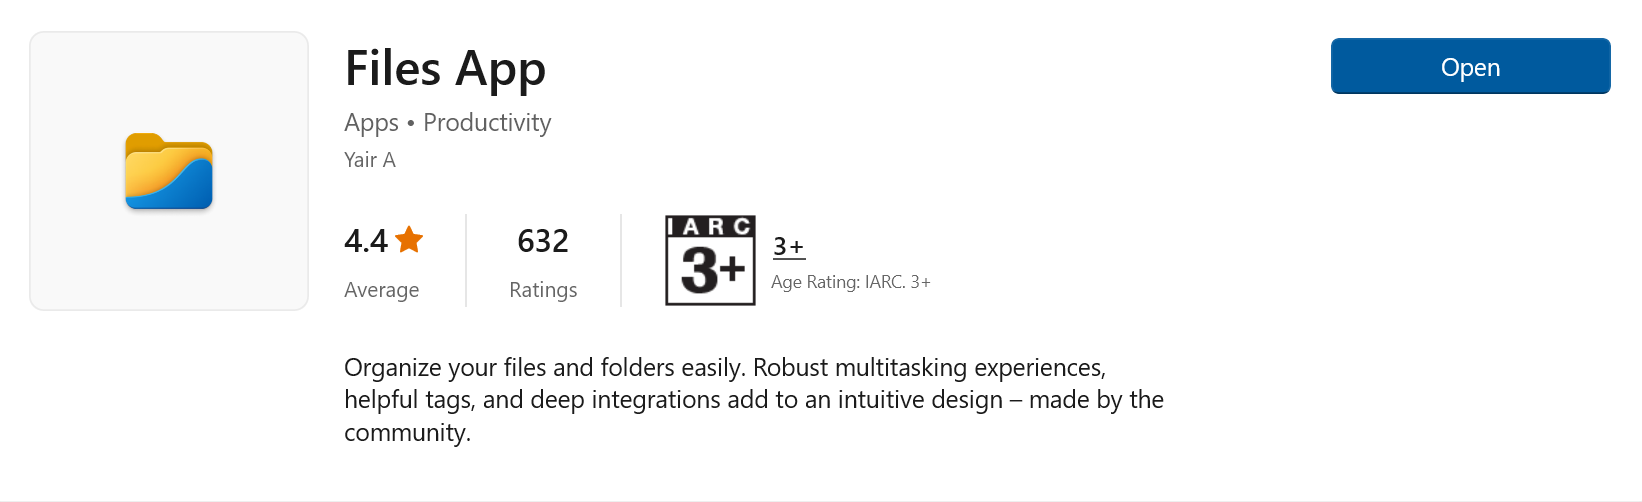 Files App
Open
Apps • Productivity
Yair A
4.4
Average
632
Ratings
IARC
3+
3+
Age Rating: IARC. 3+
Organize your files and folders easily. Robust multitasking experiences,
helpful tags, and deep integrations add to an intuitive design – made by the
community.